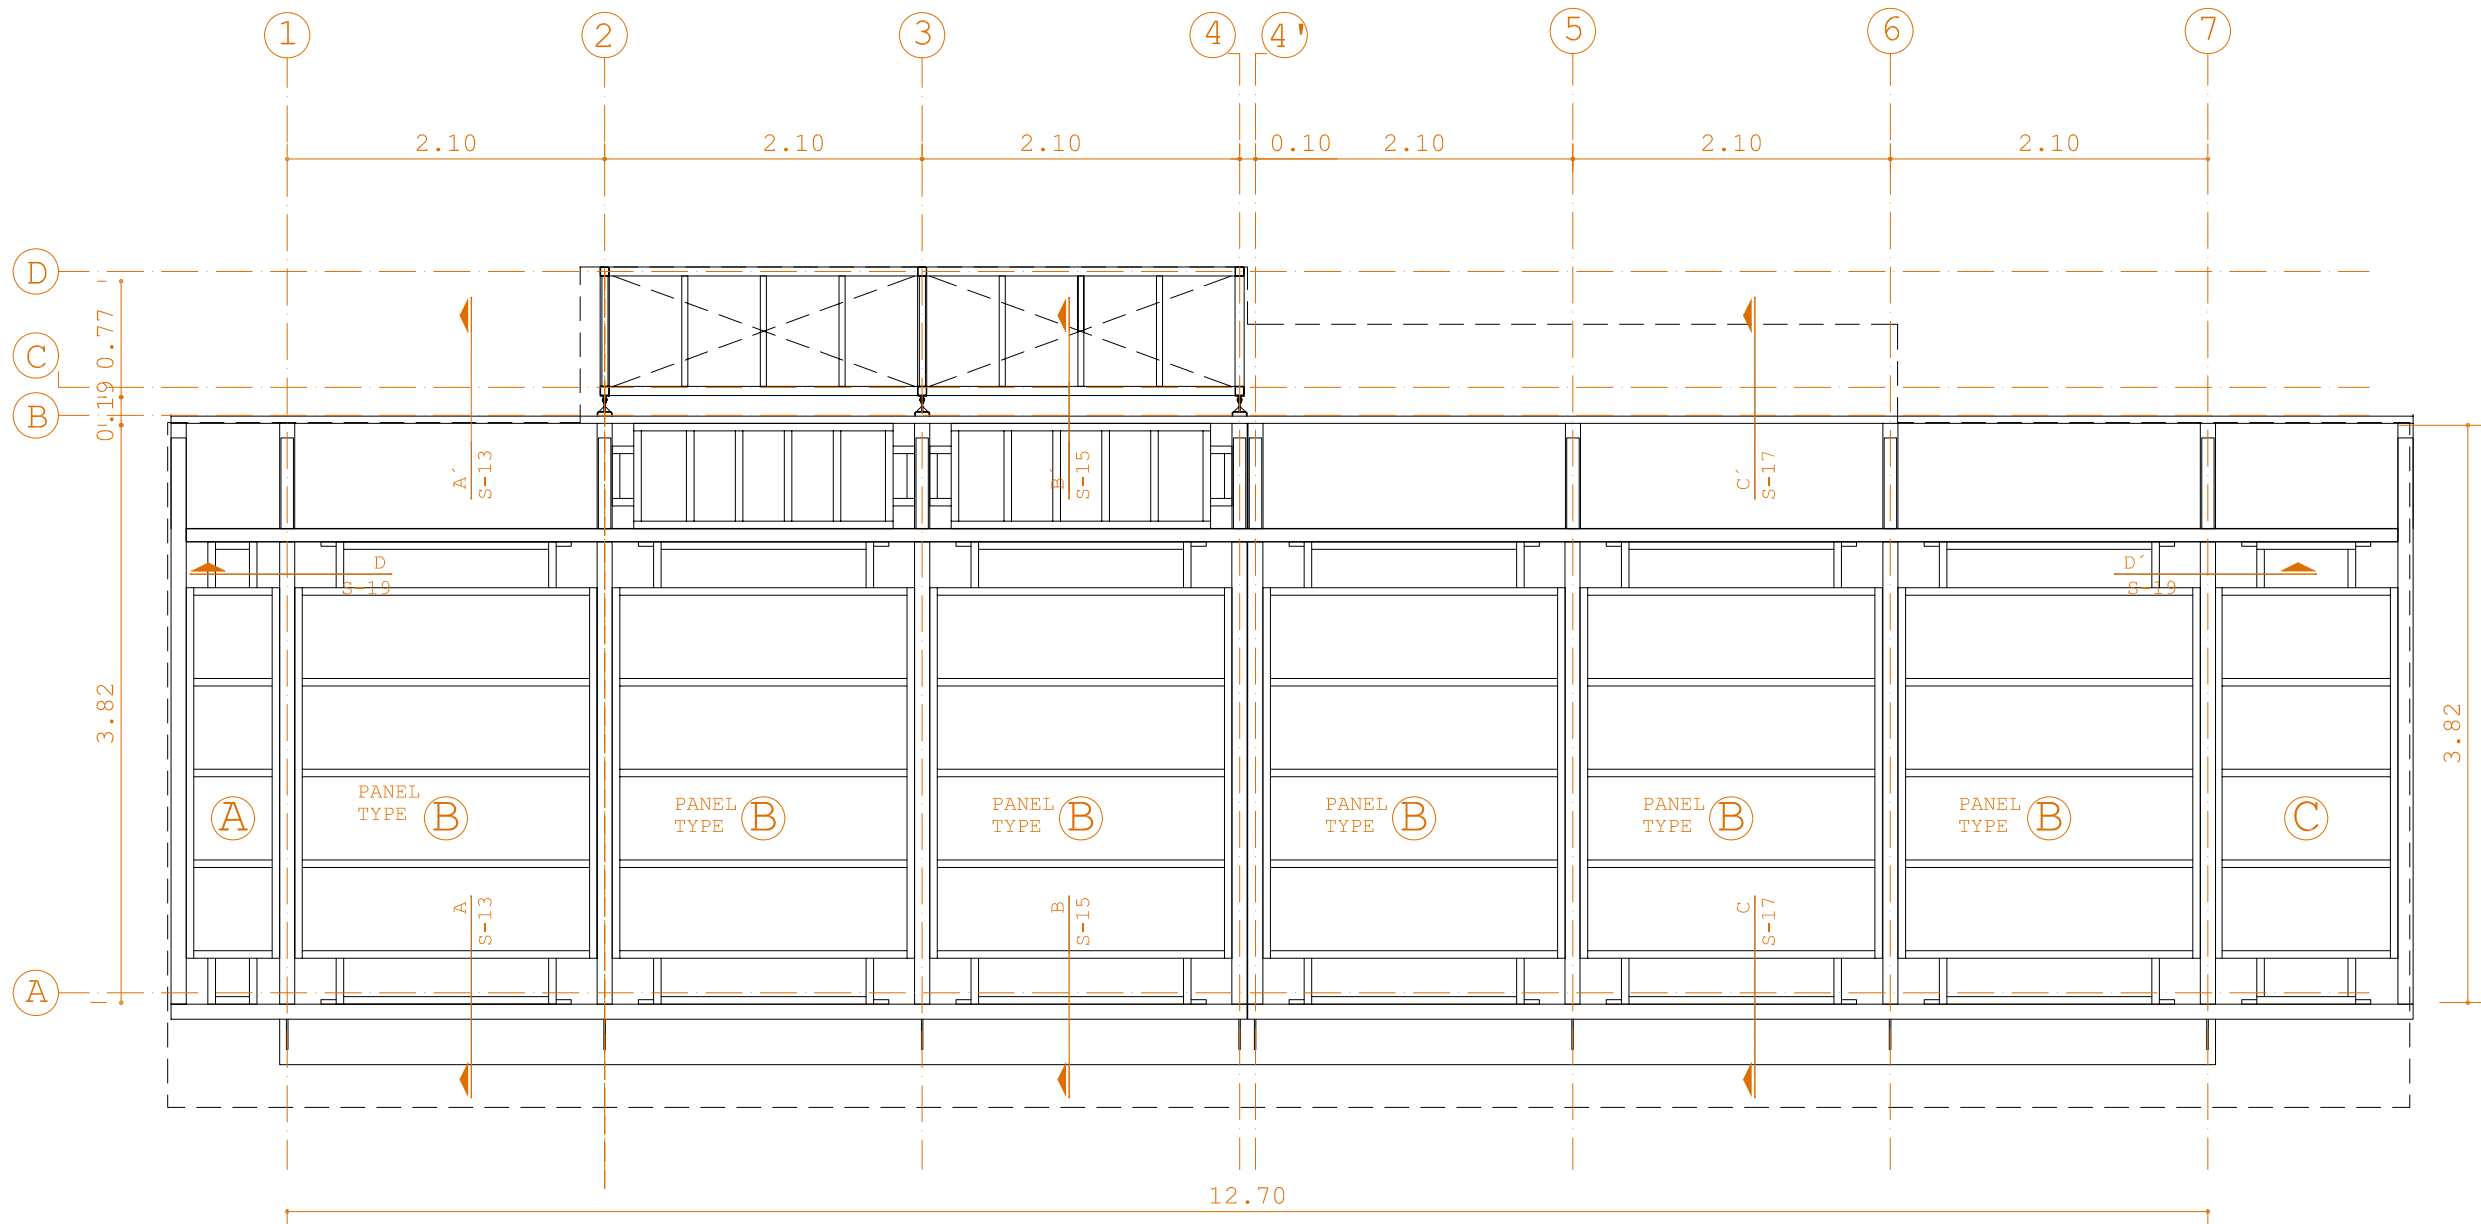 1 2 3 4 4' 5 6 7
2.10 2.10 2.10 0.10 2.10 2.10 2.10
D
0.77
C
0.19
B
A´
S-13
B´
S-15
C´
S-17
D
S-19
D´
S-19
3.82
3.82
A
PANEL
TYPE B
PANEL
TYPE B
PANEL
TYPE B
PANEL
TYPE B
PANEL
TYPE B
PANEL
TYPE B
C
A
S-13
B
S-15
C
S-17
A
12.70